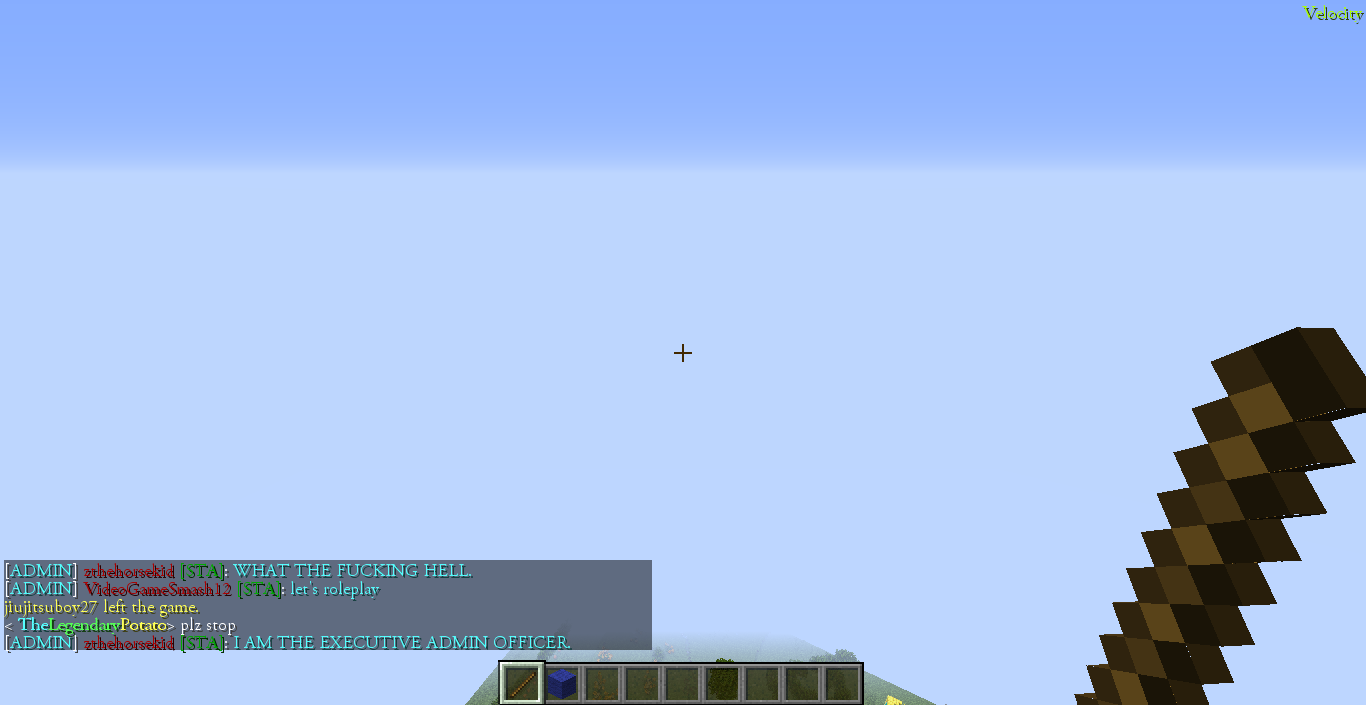 Velocity
[ADMIN] zthehorsekid [STA]: WHAT THE FUCKING HELL.
[ADMIN] VideoGameSmash12 [STA]: let's roleplay
jiujitsuboy27 left the game.
< TheLegendaryPotato> plz stop
[ADMIN] zthehorsekid [STA]: I AM THE EXECUTIVE ADMIN OFFICER.